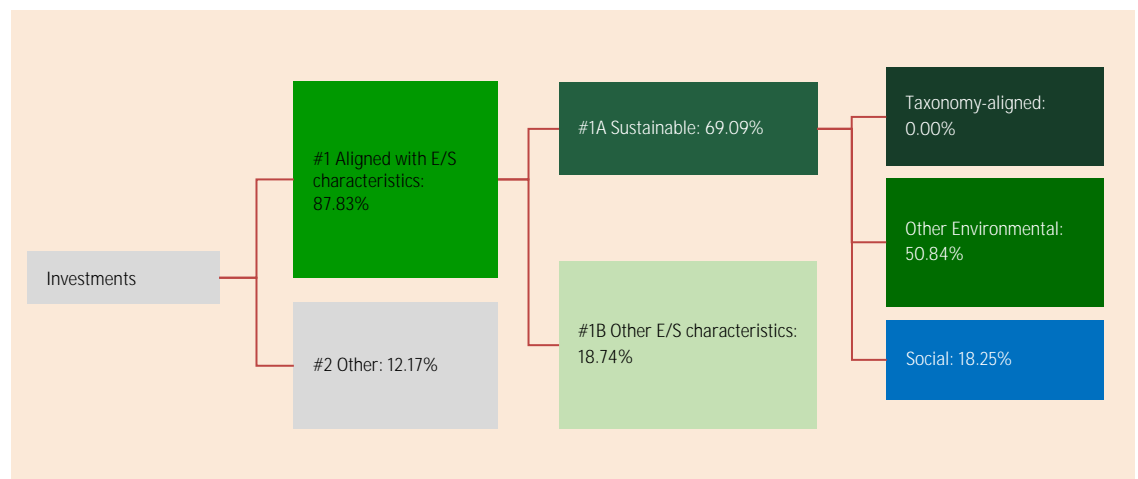 Investments
#1 Aligned with E/S
characteristics:
87.83%
#2 Other: 12.17%
#1A Sustainable: 69.09%
#1B Other E/S characteristics:
18.74%
Taxonomy-aligned:
0.00%
Other Environmental:
50.84%
Social: 18.25%